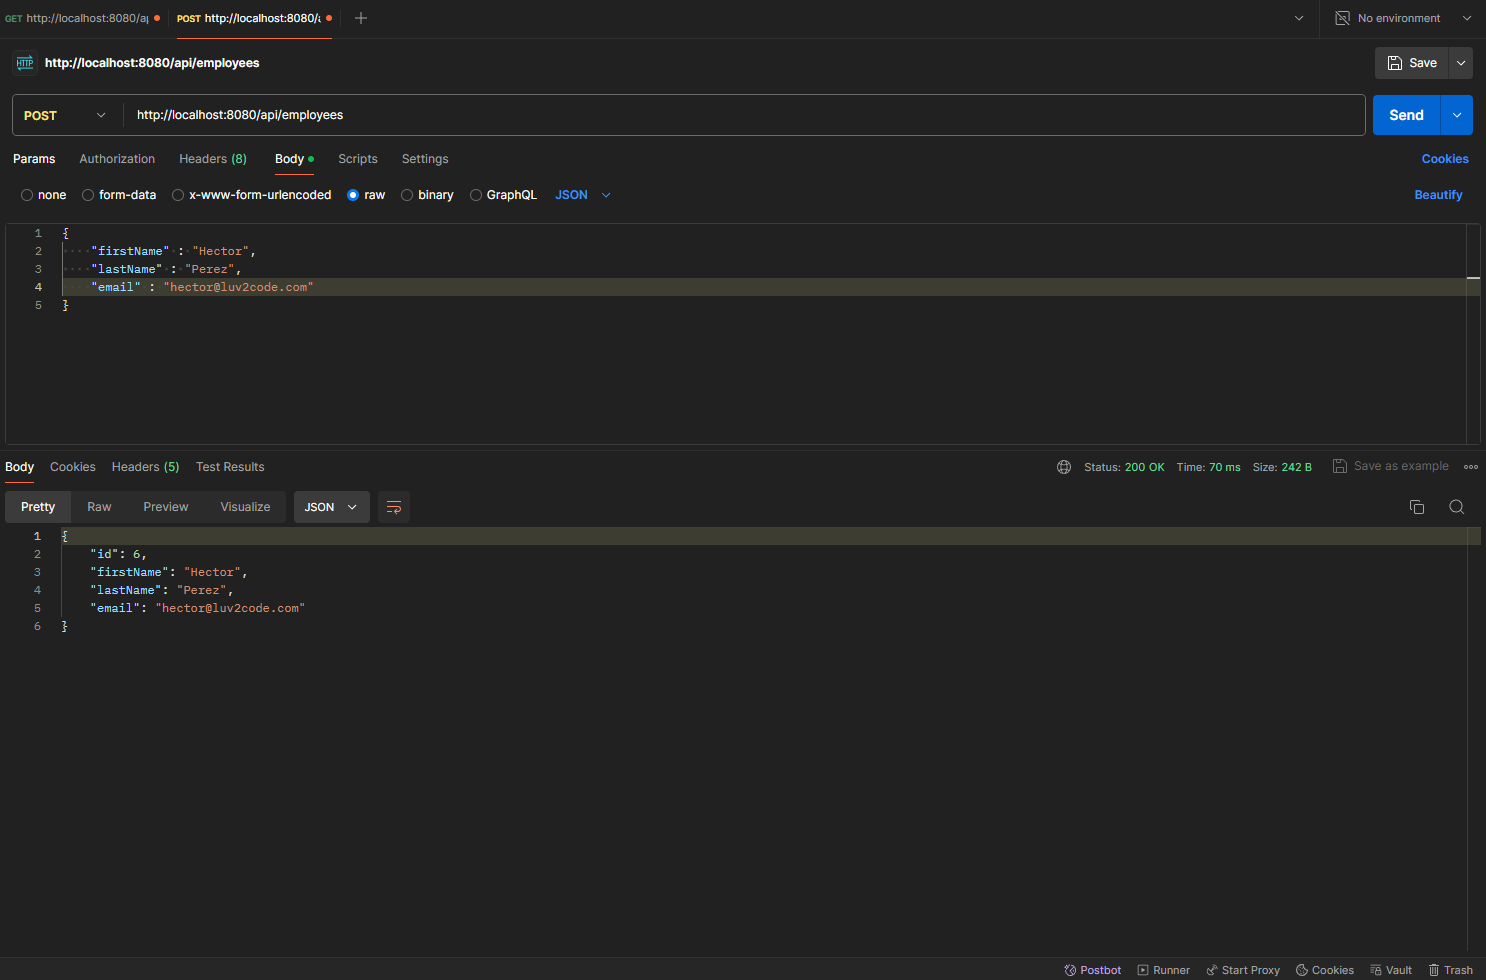 GET http://localhost:8080/ap POST http://localhost:8080/a No environment
HTTP http://localhost:8080/api/employees Save
POST http://localhost:8080/api/employees Send
Params Authorization Headers (8) Body Scripts Settings Cookies
none form-data x-www-form-urlencoded raw binary GraphQL JSON Beautify
1 {
2 "firstName" : "Hector",
3 "lastName" : "Perez",
4 "email" : "hector@luv2code.com"
5 }
Body Cookies Headers (5) Test Results Status: 200 OK Time: 70 ms Size: 242 B Save as example
Pretty Raw Preview Visualize JSON
1 {
2 "id": 6,
3 "firstName": "Hector",
4 "lastName": "Perez",
5 "email": "hector@luv2code.com"
6 }
Postbot Runner Start Proxy Cookies Vault Trash